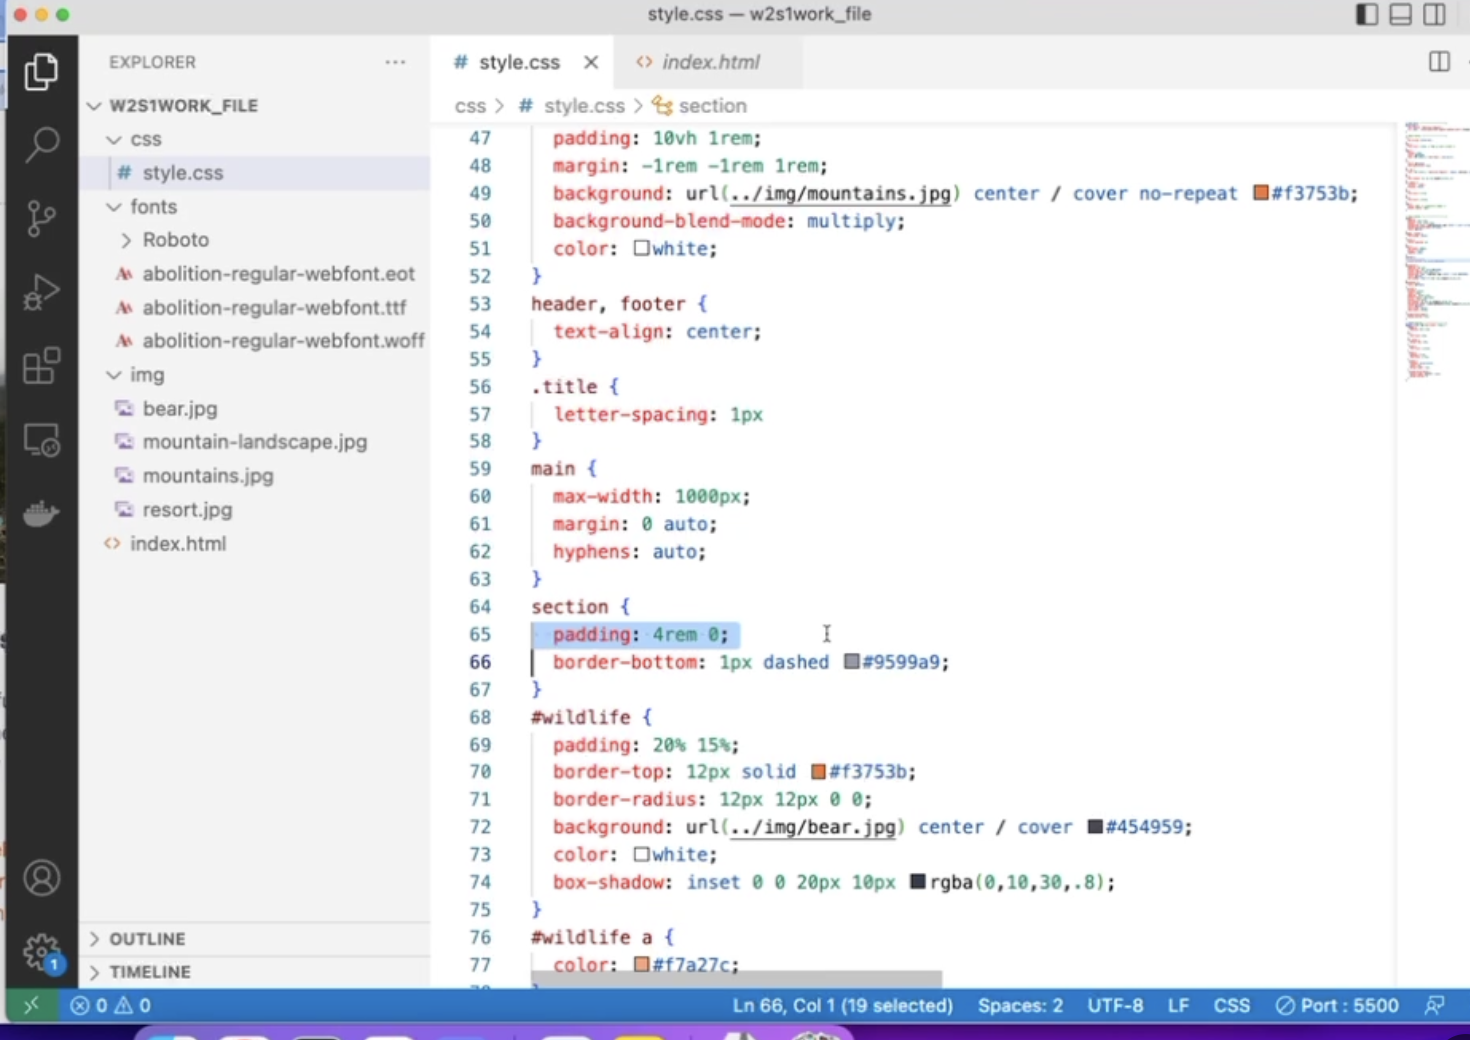 style.css — w2s1work_file
EXPLORER
W2S1WORK_FILE
css
# style.css
fonts
Roboto
abolition-regular-webfont.eot
abolition-regular-webfont.ttf
abolition-regular-webfont.woff
img
bear.jpg
mountain-landscape.jpg
mountains.jpg
resort.jpg
<> index.html
OUTLINE
TIMELINE
# style.css
<> index.html
css > # style.css > section
47 padding: 10vh 1rem;
48 margin: -1rem -1rem 1rem;
49 background: url(../img/mountains.jpg) center / cover no-repeat #f3753b;
50 background-blend-mode: multiply;
51 color: white;
52 }
53 header, footer {
54 text-align: center;
55 }
56 .title {
57 letter-spacing: 1px
58 }
59 main {
60 max-width: 1000px;
61 margin: 0 auto;
62 hyphens: auto;
63 }
64 section {
65 padding: 4rem 0;
66 border-bottom: 1px dashed #9599a9;
67 }
68 #wildlife {
69 padding: 20% 15%;
70 border-top: 12px solid #f3753b;
71 border-radius: 12px 12px 0 0;
72 background: url(../img/bear.jpg) center / cover #454959;
73 color: white;
74 box-shadow: inset 0 0 20px 10px rgba(0,10,30,.8);
75 }
76 #wildlife a {
77 color: #f7a27c;
1
0 0 Ln 66, Col 1 (19 selected) Spaces: 2 UTF-8 LF CSS Port : 5500